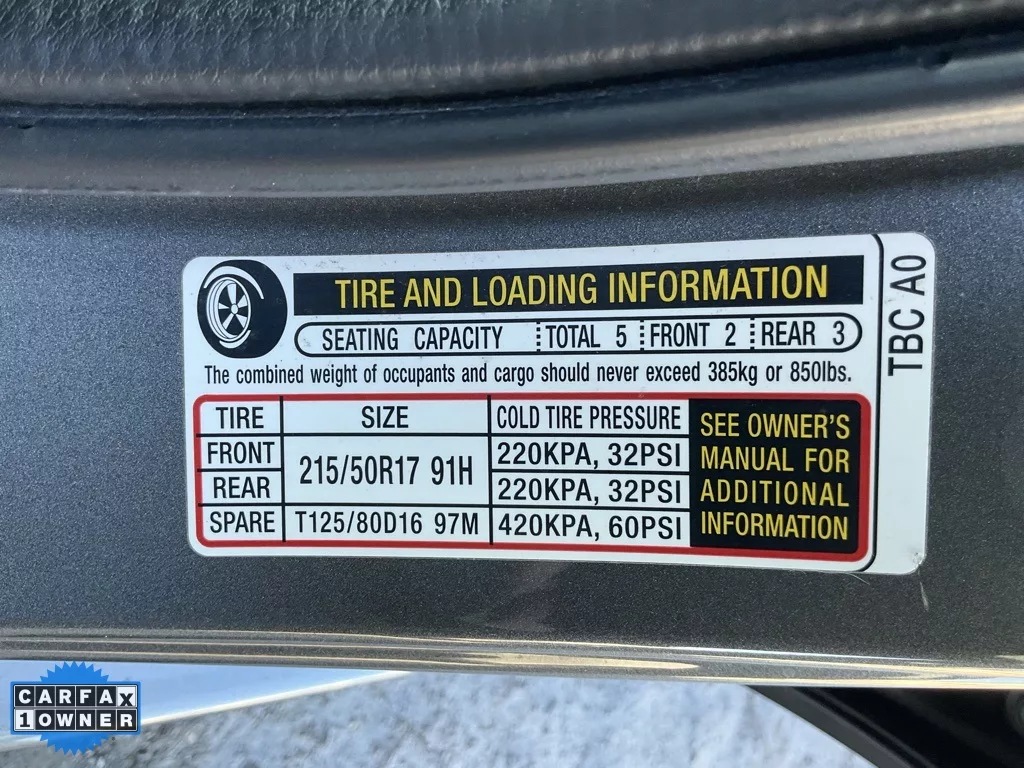 TIRE AND LOADING INFORMATION
SEATING CAPACITY TOTAL 5 FRONT 2 REAR 3
The combined weight of occupants and cargo should never exceed 385kg or 850lbs.
TIRE SIZE COLD TIRE PRESSURE
FRONT 215/50R17 91H 220KPA, 32PSI
REAR 220KPA, 32PSI
SPARE T125/80D16 97M 420KPA, 60PSI
SEE OWNER'S
MANUAL FOR
ADDITIONAL
INFORMATION
TBC A0
CARFAX
1 OWNER